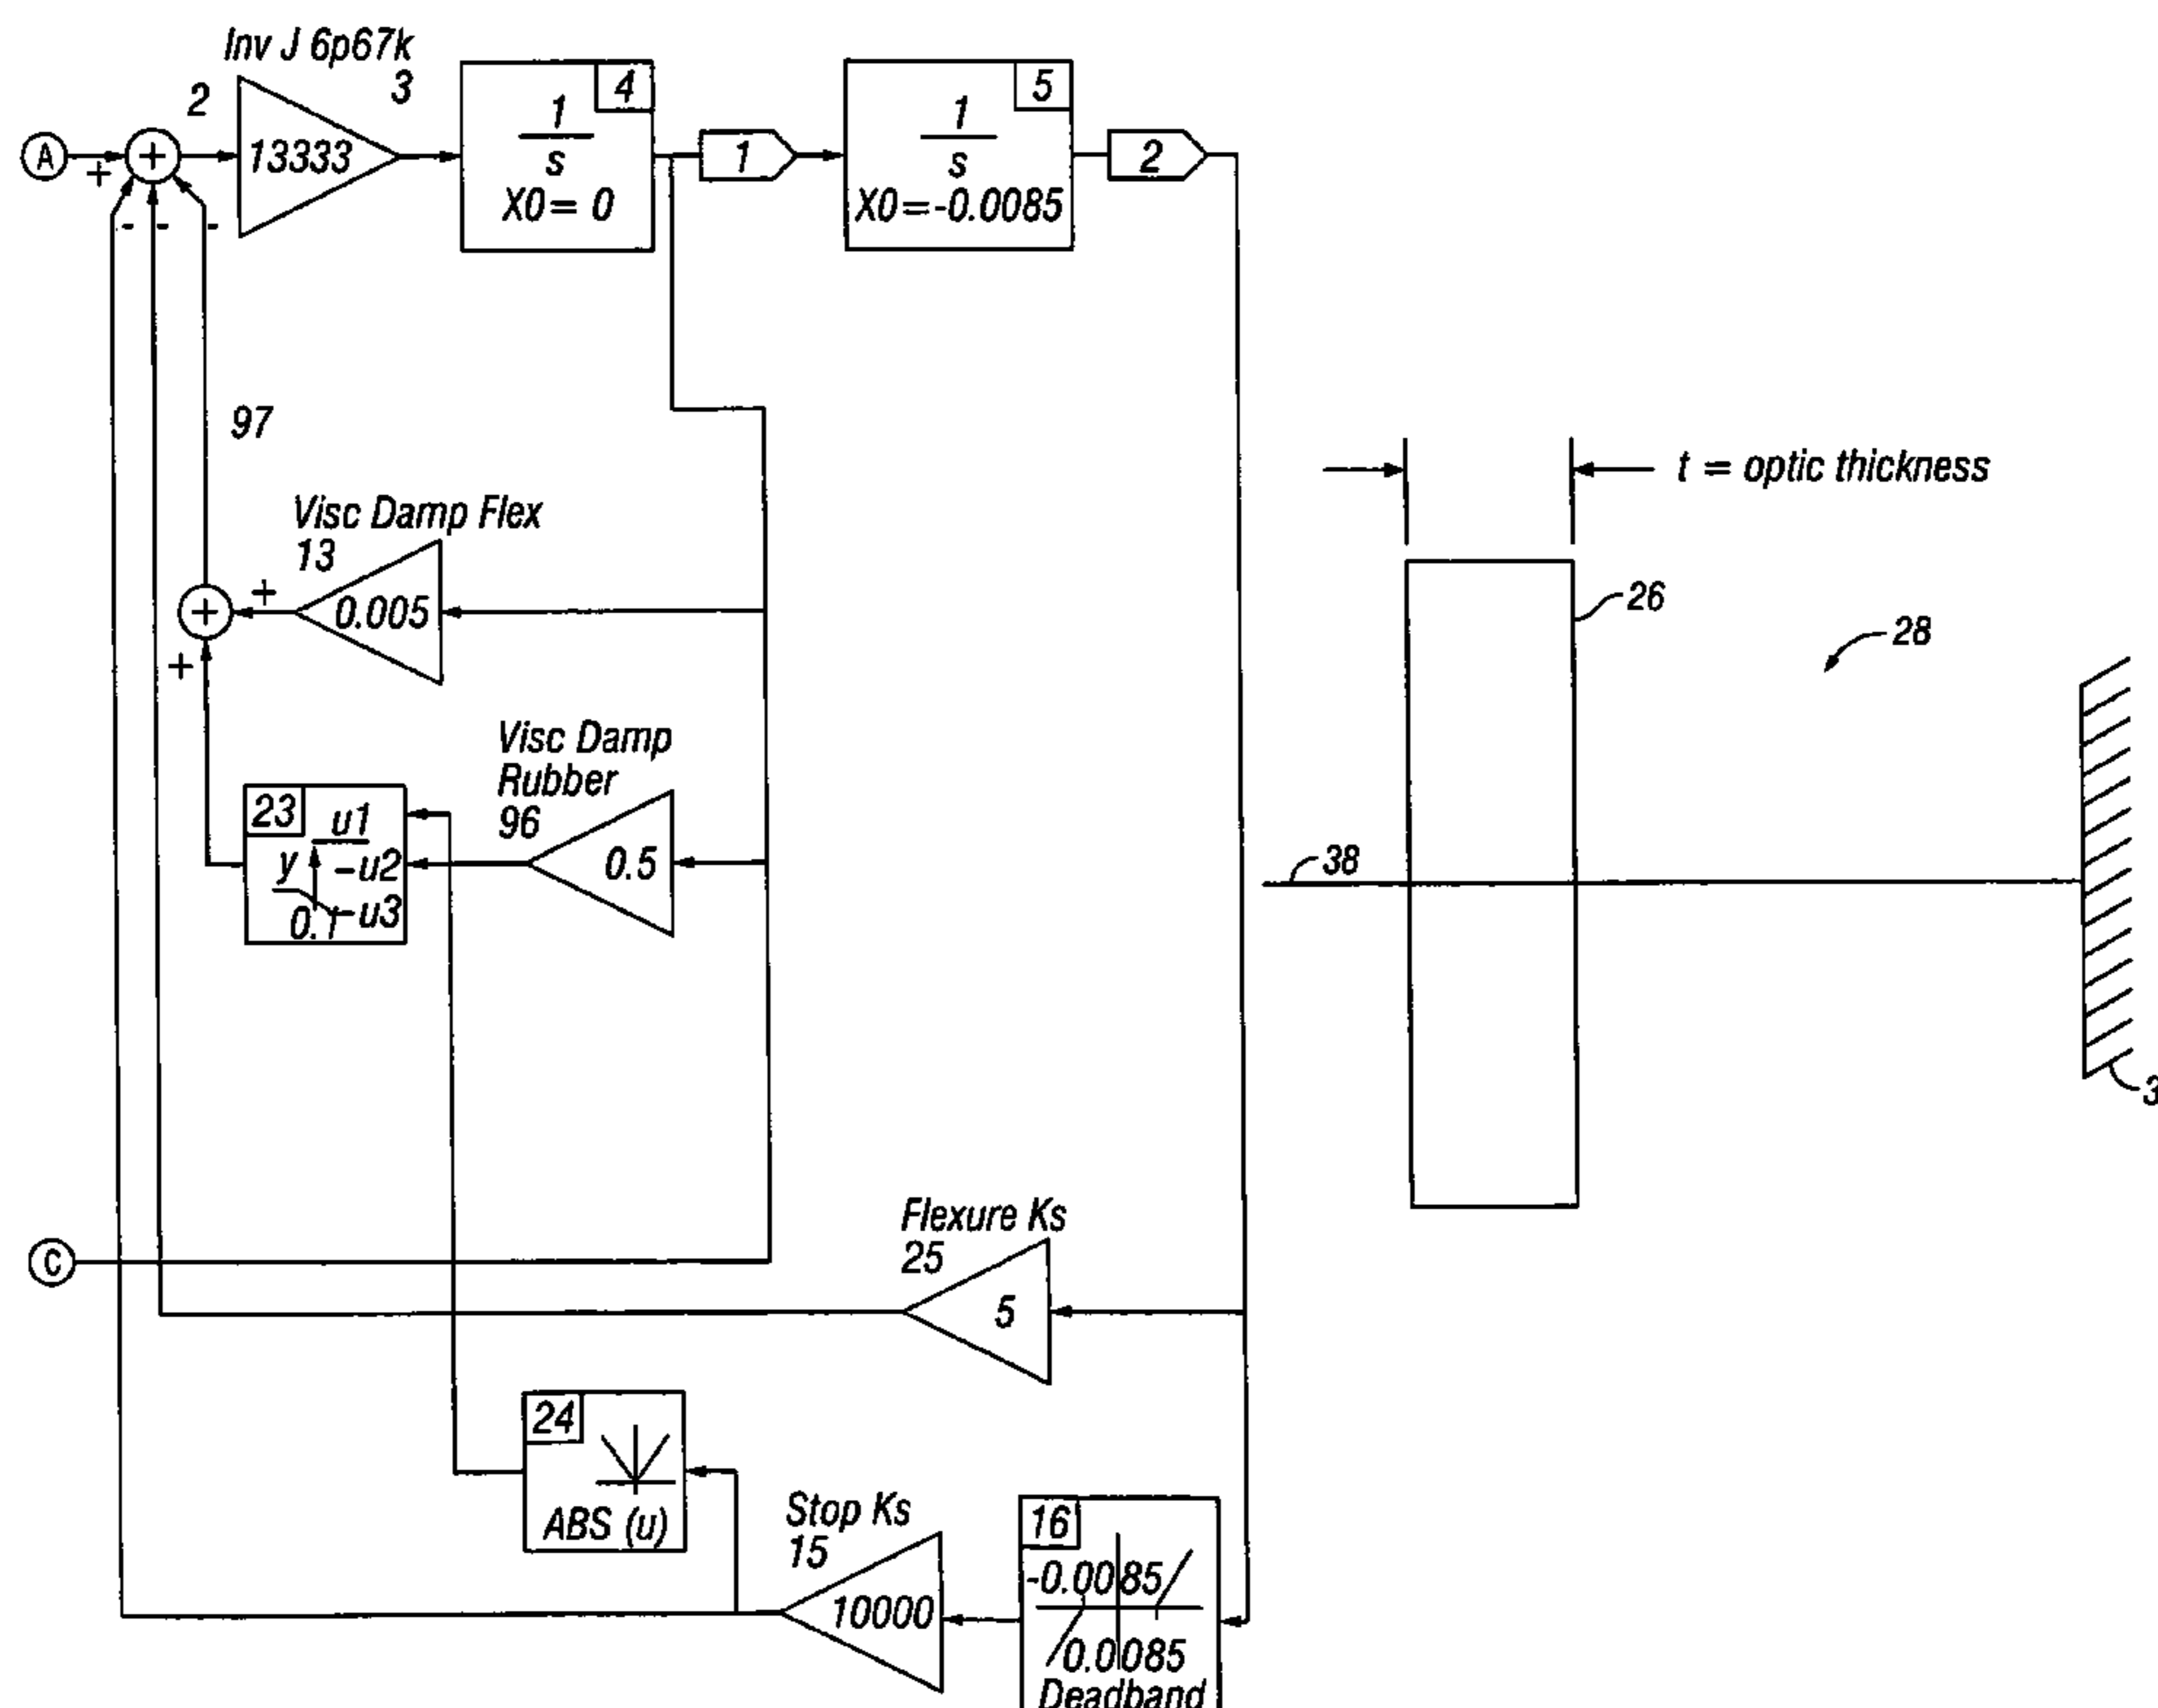 Inv J 6p67k
3
2
A
+
+
13333
4
1
s
X0= 0
1
5
1
s
X0=-0.0085
2
- - -
97
t = optic thickness
Visc Damp Flex
13
+
+
0.005
+
26
28
Visc Damp
Rubber
96
0.5
23
u1
y
-u2
0.1
-u3
38
3
Flexure Ks
25
5
C
24
ABS (u)
Stop Ks
15
10000
16
-0.0085
0.0085
Deadband